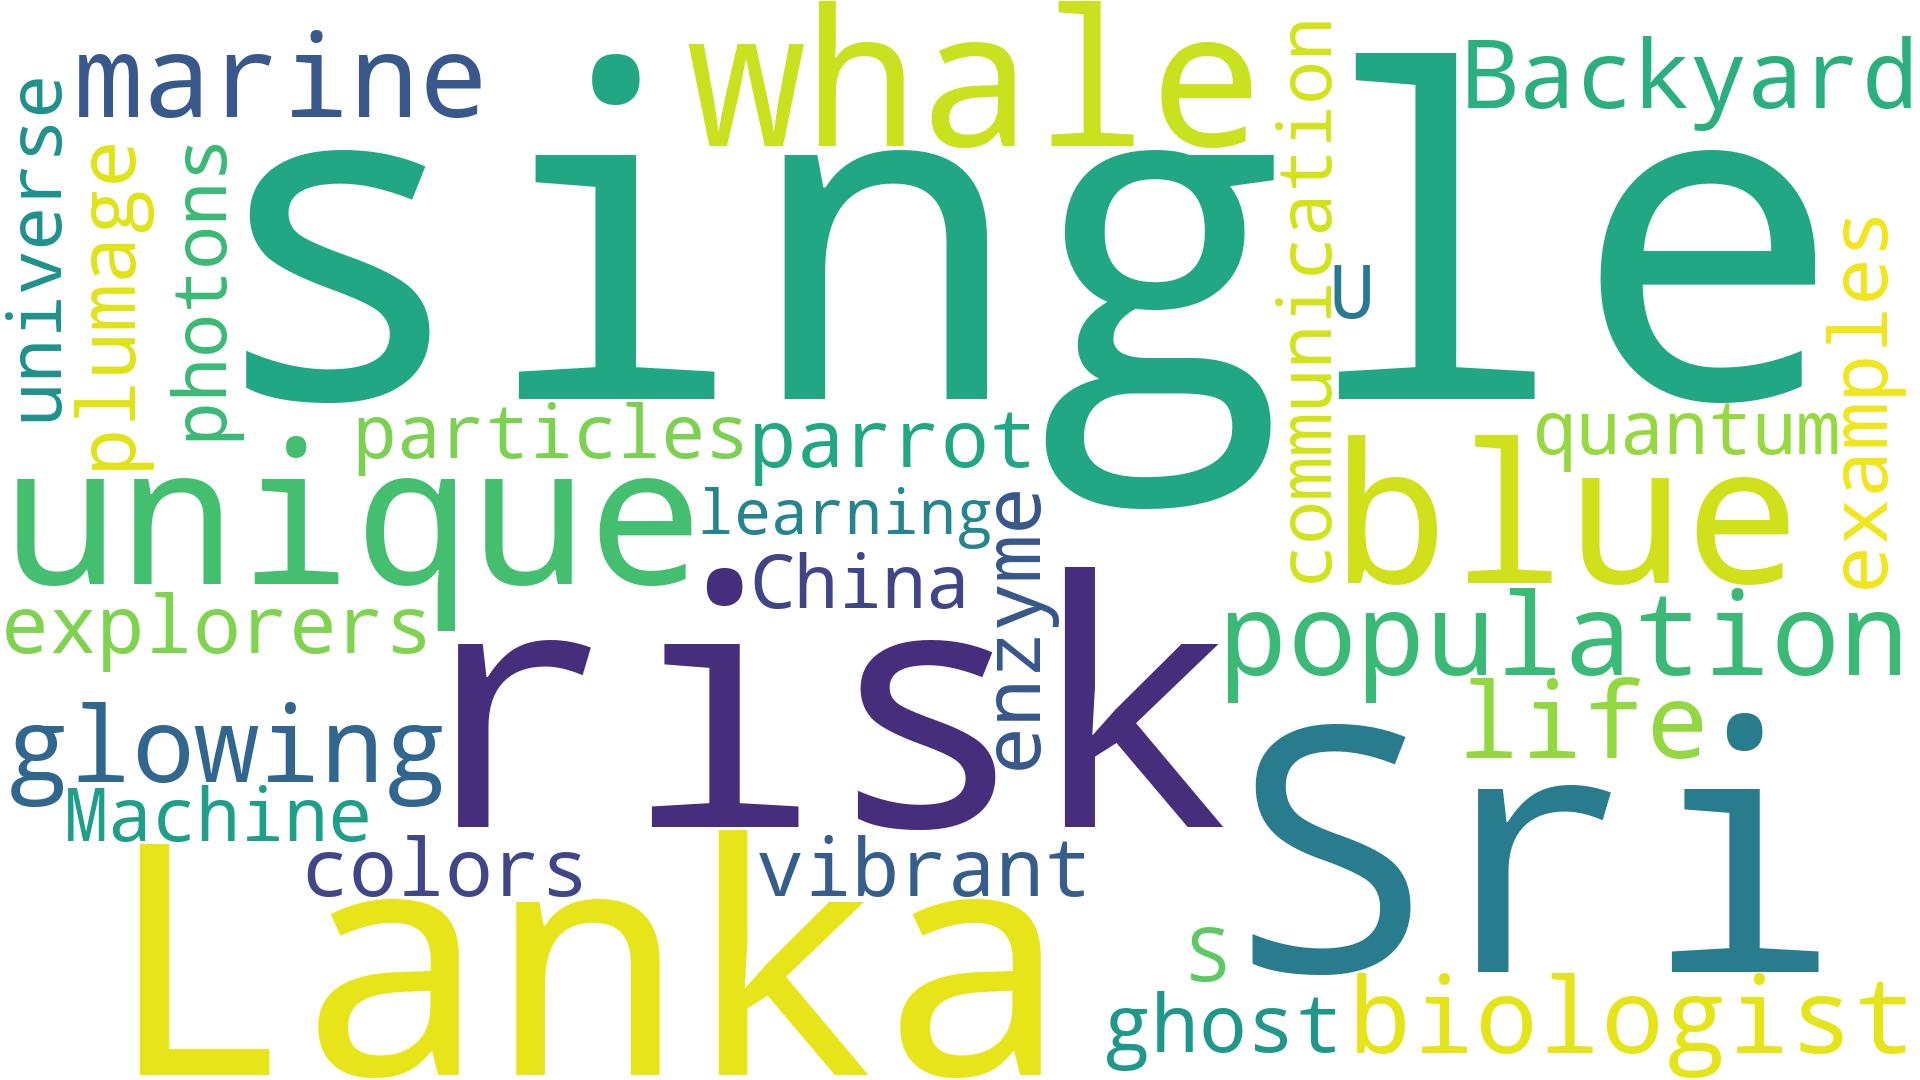 marine
whale
Backyard
universe
plumage
photons
single
communication
U
examples
particles
parrot
quantum
unique
learning
blue
China
enzyme
explorers
risk
population
glowing
life
Machine
Sri
colors
vibrant
Lanka
S
ghost
biologist